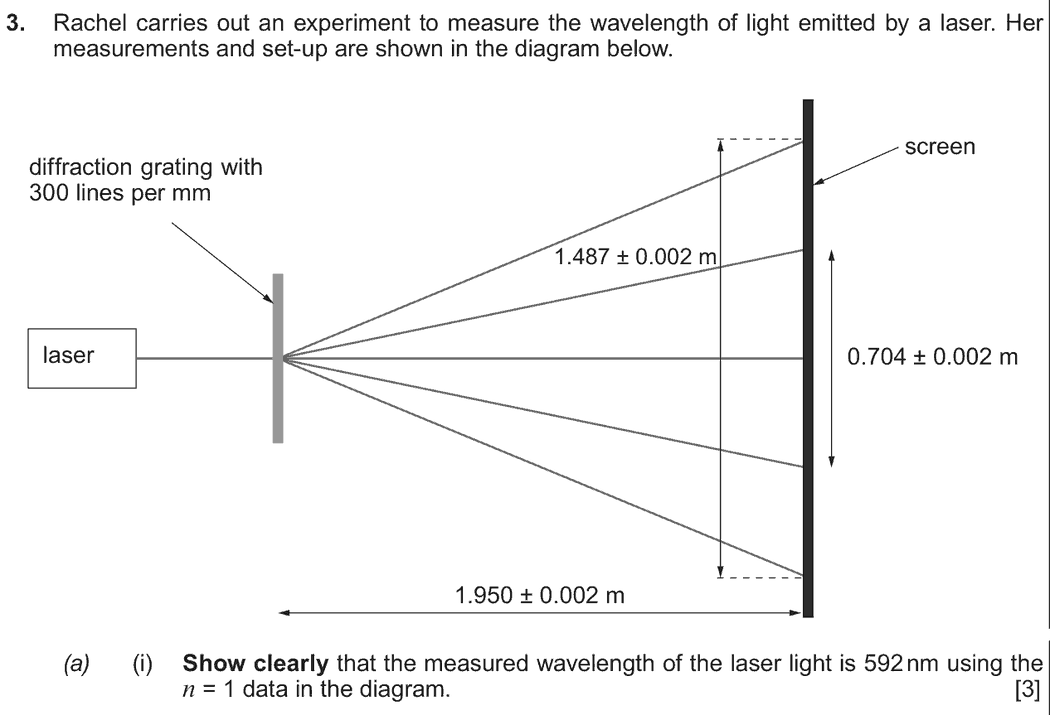 3. Rachel carries out an experiment to measure the wavelength of light emitted by a laser. Her
measurements and set-up are shown in the diagram below.
screen
diffraction grating with
300 lines per mm
1.487 ± 0.002 m
laser
0.704 ± 0.002 m
1.950 ± 0.002 m
(a) (i) Show clearly that the measured wavelength of the laser light is 592 nm using the
n = 1 data in the diagram. [3]